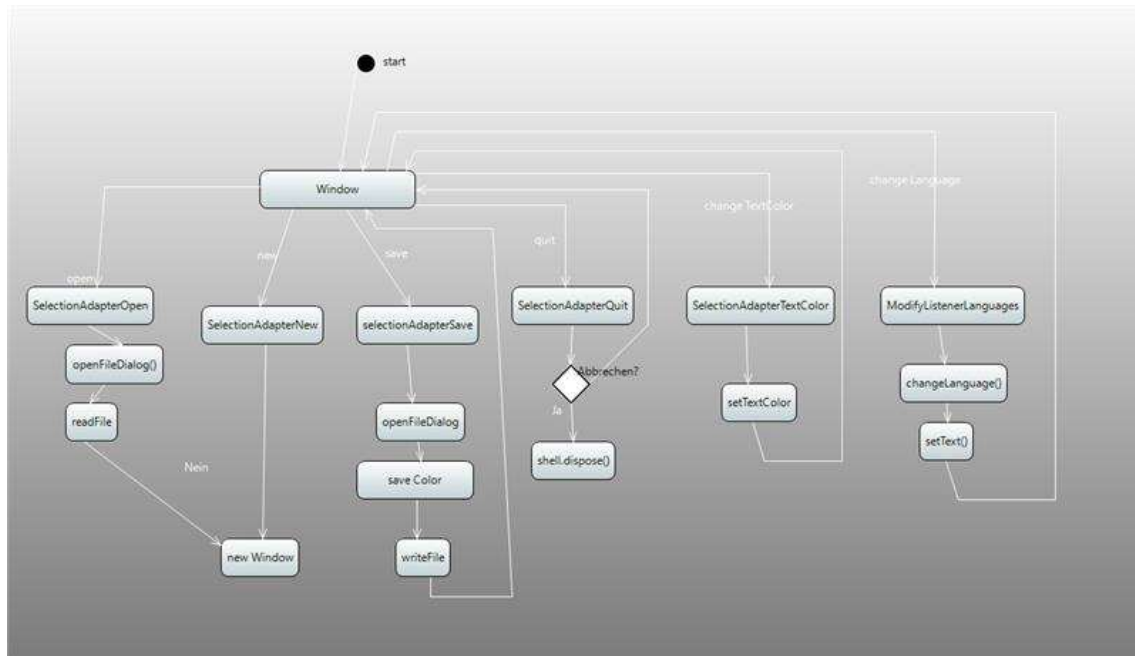 start
Window
change Language
change TextColor
new
save
quit
open
SelectionAdapterOpen
SelectionAdapterNew
selectionAdapterSave
SelectionAdapterQuit
SelectionAdapterTextColor
ModifyListenerLanguages
openFileDialog()
Abbrechen?
changeLanguage()
readFile
openFileDialog
Ja
setTextColor
setText()
Nein
save Color
shell.dispose()
new Window
writeFile